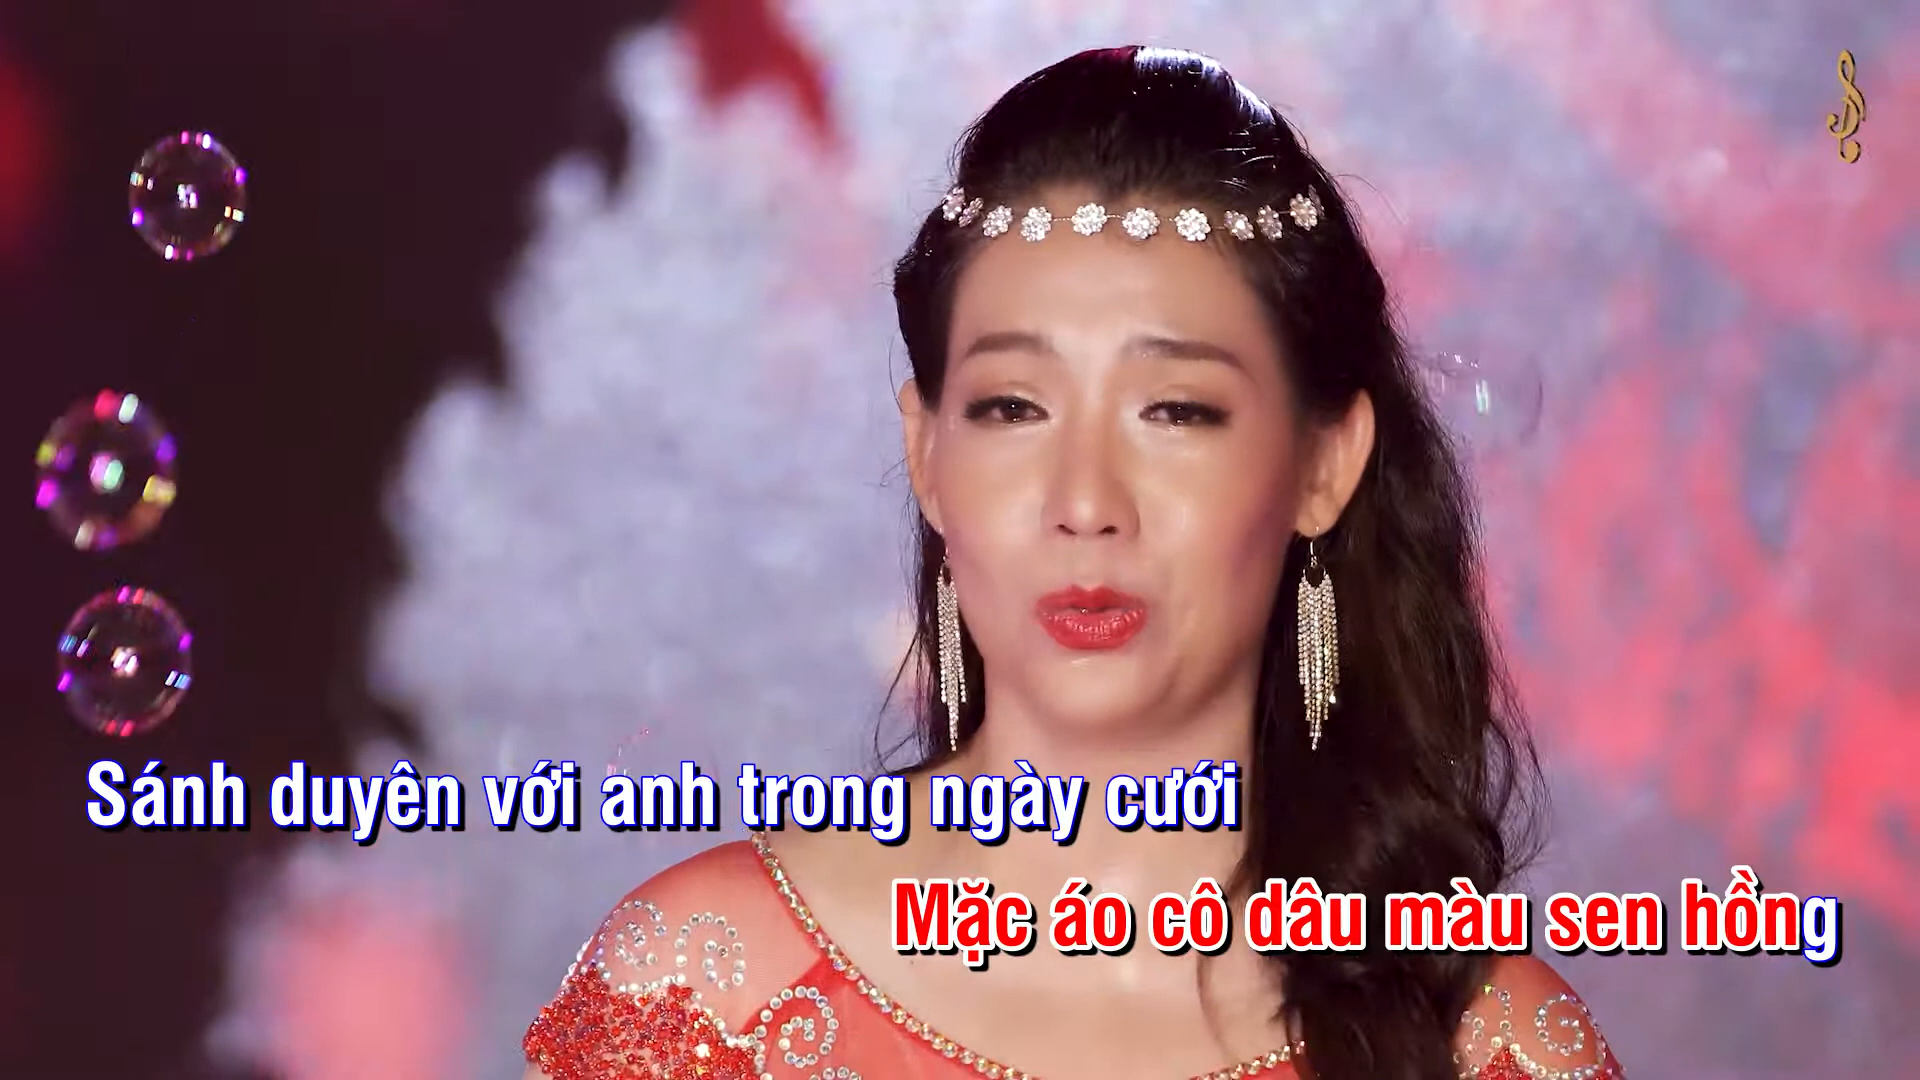 Sánh duyên với anh trong ngày cưới
Mặc áo cô dâu màu sen hồng